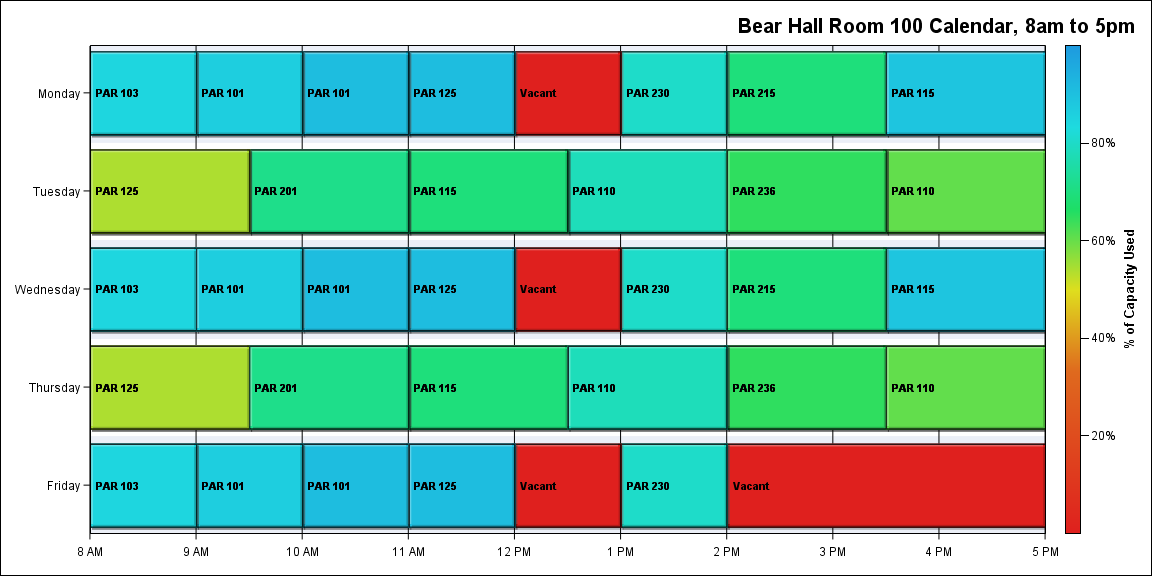 Bear Hall Room 100 Calendar, 8am to 5pm
Monday PAR 103 PAR 101 PAR 101 PAR 125 Vacant PAR 230 PAR 215 PAR 115
80%
Tuesday PAR 125 PAR 201 PAR 115 PAR 110 PAR 236 PAR 110
60%
% of Capacity Used
Wednesday PAR 103 PAR 101 PAR 101 PAR 125 Vacant PAR 230 PAR 215 PAR 115
40%
Thursday PAR 125 PAR 201 PAR 115 PAR 110 PAR 236 PAR 110
20%
Friday PAR 103 PAR 101 PAR 101 PAR 125 Vacant PAR 230 Vacant
8 AM 9 AM 10 AM 11 AM 12 PM 1 PM 2 PM 3 PM 4 PM 5 PM